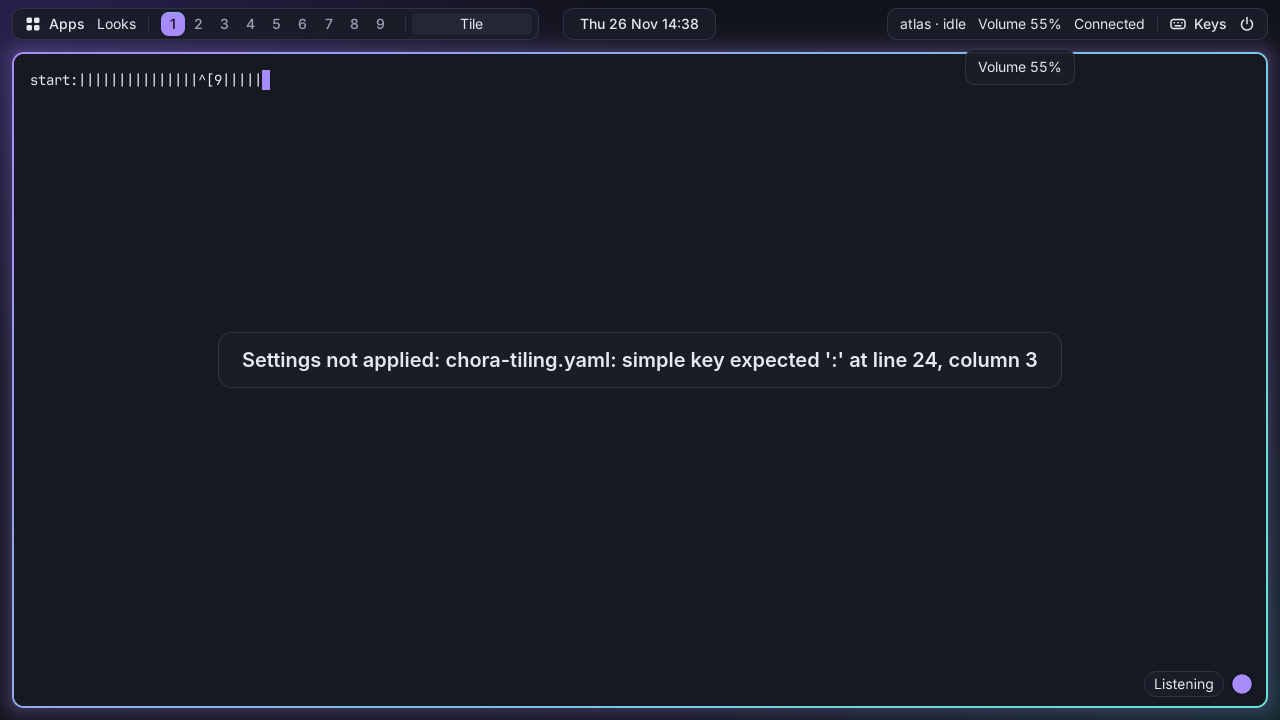 Apps Looks 1 2 3 4 5 6 7 8 9 Tile Thu 26 Nov 14:38 atlas · idle Volume 55% Connected Keys
Volume 55%
start:|||||||||||||||^[9|||||
Settings not applied: chora-tiling.yaml: simple key expected ':' at line 24, column 3
Listening